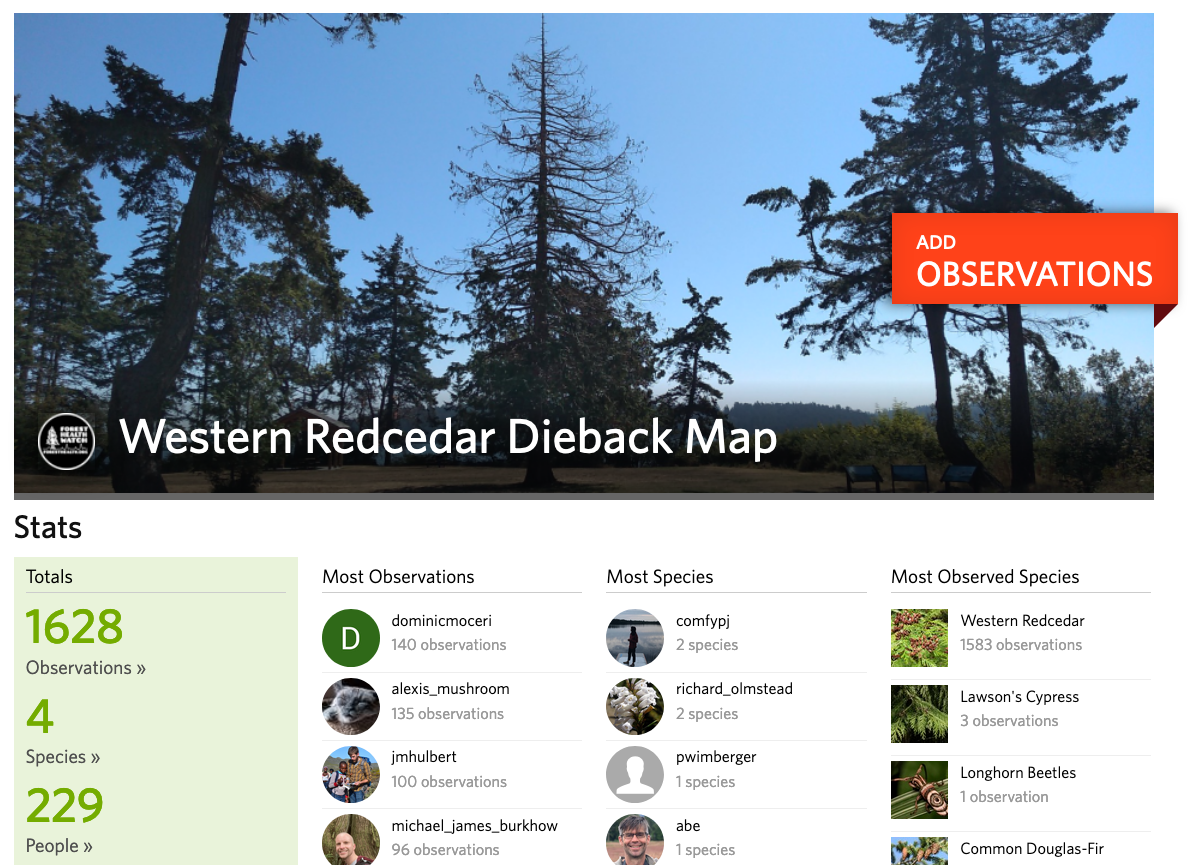 ADD
OBSERVATIONS
FOREST
HEALTH
WATCH
Western Redcedar Dieback Map
Stats
Totals
1628
Observations »
4
Species »
229
People »
Most Observations
D
dominicmoceri
140 observations
alexis_mushroom
135 observations
jmhulbert
100 observations
michael_james_burkhow
96 observations
Most Species
comfypj
2 species
richard_olmstead
2 species
pwimberger
1 species
abe
1 species
Most Observed Species
Western Redcedar
1583 observations
Lawson's Cypress
3 observations
Longhorn Beetles
1 observation
Common Douglas-Fir